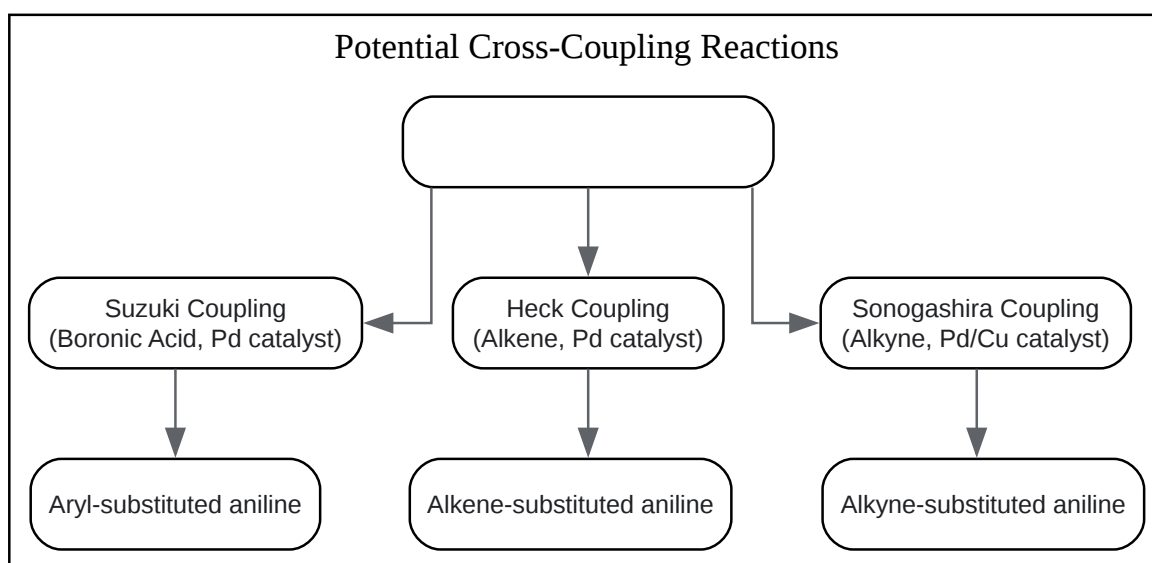 Potential Cross-Coupling Reactions
Suzuki Coupling
(Boronic Acid, Pd catalyst)
Heck Coupling
(Alkene, Pd catalyst)
Sonogashira Coupling
(Alkyne, Pd/Cu catalyst)
Aryl-substituted aniline
Alkene-substituted aniline
Alkyne-substituted aniline